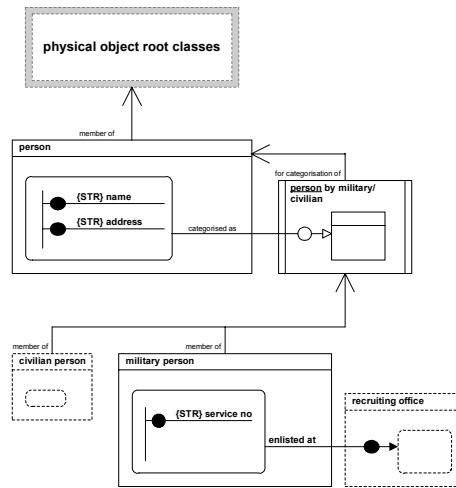 physical object root classes
member of
person
for categorisation of
{STR} name
person by military/
civilian
{STR} address
categorised as
member of
member of
civilian person
military person
recruiting office
{STR} service no
enlisted at